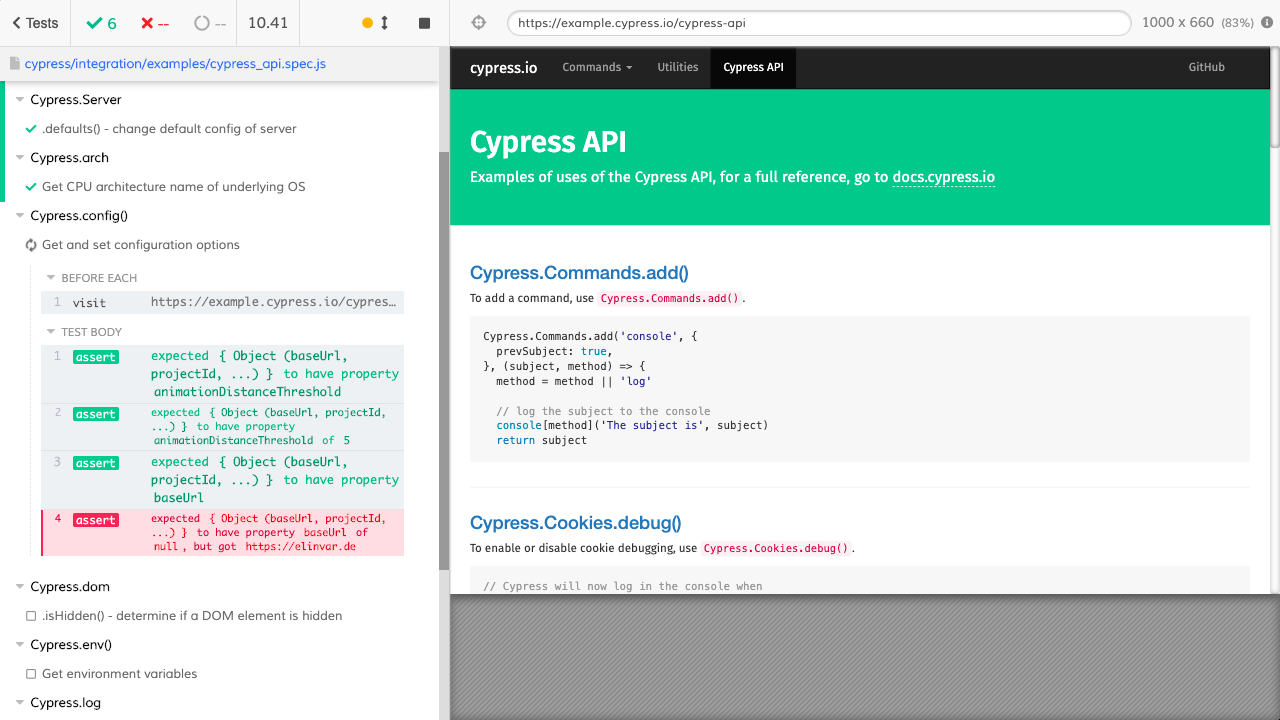 Tests
6
--
--
10.41
https://example.cypress.io/cypress-api
1000 x 660 (83%)
cypress/integration/examples/cypress_api.spec.js
Cypress.Server
.defaults() - change default config of server
Cypress.arch
Get CPU architecture name of underlying OS
Cypress.config()
Get and set configuration options
BEFORE EACH
1 visit https://example.cypress.io/cypres…
TEST BODY
1 assert expected { Object (baseUrl,
projectId, ...) } to have property
animationDistanceThreshold
2 assert expected { Object (baseUrl, projectId,
...) } to have property
animationDistanceThreshold of 5
3 assert expected { Object (baseUrl,
projectId, ...) } to have property
baseUrl
4 assert expected { Object (baseUrl, projectId,
...) } to have property baseUrl of
null, but got https://elinvar.de
Cypress.dom
.isHidden() - determine if a DOM element is hidden
Cypress.env()
Get environment variables
Cypress.log
cypress.io Commands Utilities Cypress API GitHub
Cypress API
Examples of uses of the Cypress API, for a full reference, go to docs.cypress.io
Cypress.Commands.add()
To add a command, use Cypress.Commands.add().
Cypress.Commands.add('console', {
prevSubject: true,
}, (subject, method) => {
method = method || 'log'
// log the subject to the console
console[method]('The subject is', subject)
return subject
Cypress.Cookies.debug()
To enable or disable cookie debugging, use Cypress.Cookies.debug().
// Cypress will now log in the console when